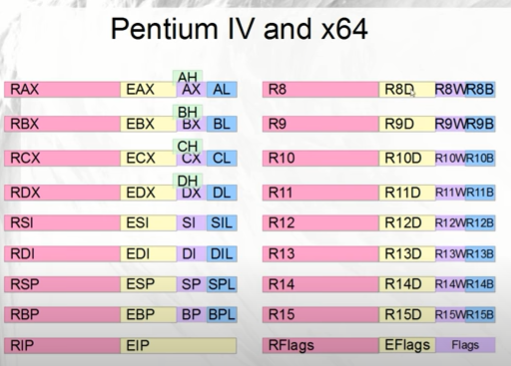 Pentium IV and x64
AH
RAX EAX AX AL R8 R8D R8W R8B
BH
RBX EBX BX BL R9 R9D R9W R9B
CH
RCX ECX CX CL R10 R10D R10W R10B
DH
RDX EDX DX DL R11 R11D R11W R11B
RSI ESI SI SIL R12 R12D R12W R12B
RDI EDI DI DIL R13 R13D R13W R13B
RSP ESP SP SPL R14 R14D R14W R14B
RBP EBP BP BPL R15 R15D R15W R15B
RIP EIP RFlags EFlags Flags